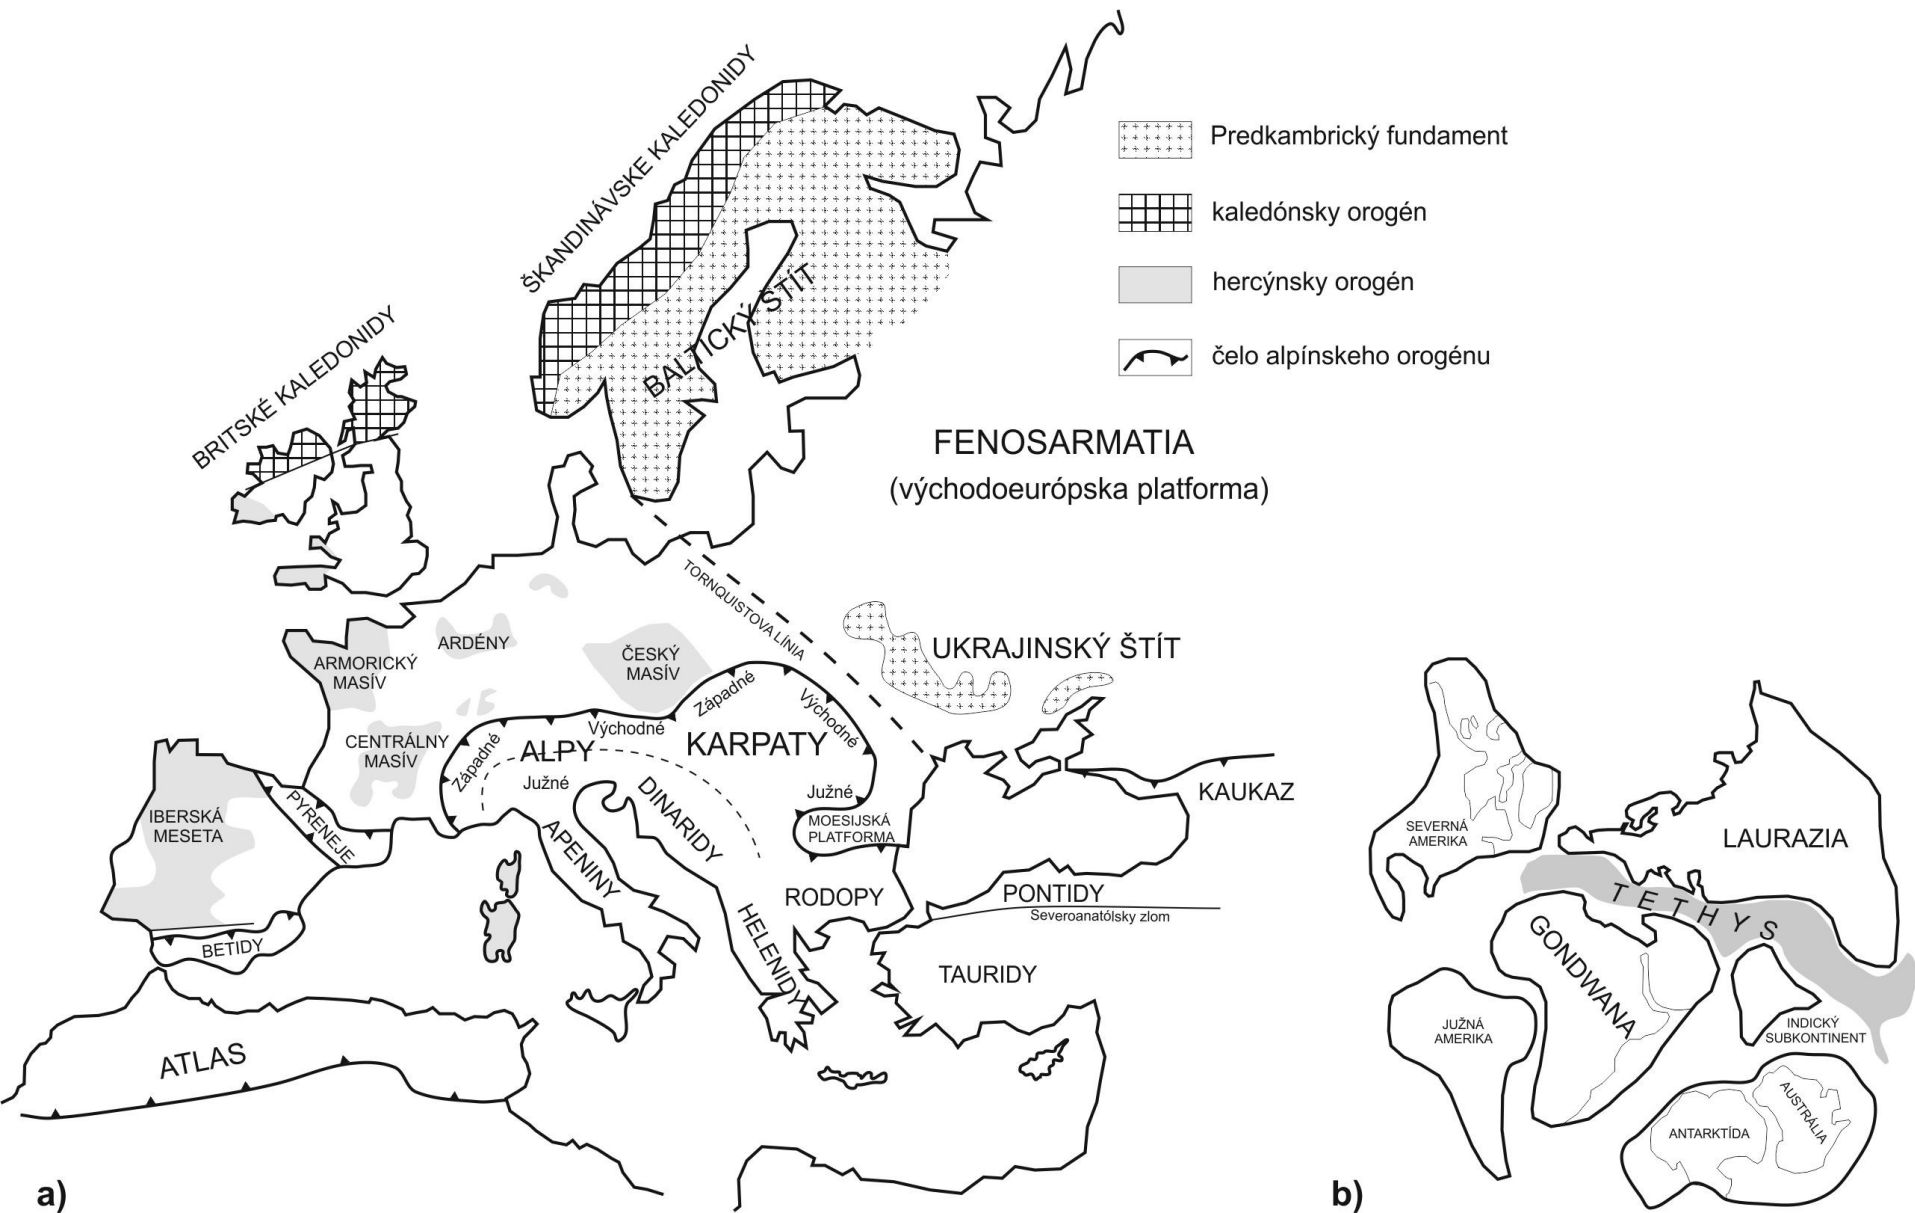 ŠKANDINÁVSKE KALEDONIDY
Predkambrický fundament
kaledónsky orogén
hercýnsky orogén
čelo alpínskeho orogénu
BRITSKÉ KALEDONIDY
BALTICKÝ ŠTÍT
FENOSARMATIA
(východoeurópska platforma)
TORNQUISTOVA LÍNIA
UKRAJINSKÝ ŠTÍT
ARDÉNY
ARMORICKÝ
MASÍV
ČESKÝ
MASÍV
CENTRÁLNY
MASÍV
Západné
Východné
Južné
ALPY
Západné
Východné
KARPATY
Južné
MOESIJSKÁ
PLATFORMA
KAUKAZ
IBERSKÁ
MESETA
PYRENEJE
DINARIDY
APENINY
RODOPY
PONTIDY
Severoanatólsky zlom
BETIDY
HELENIDY
TAURIDY
ATLAS
a)
SEVERNÁ
AMERIKA
LAURAZIA
TETHYS
GONDWANA
JUŽNÁ
AMERIKA
INDICKÝ
SUBKONTINENT
ANTARKTÍDA
AUSTRÁLIA
b)